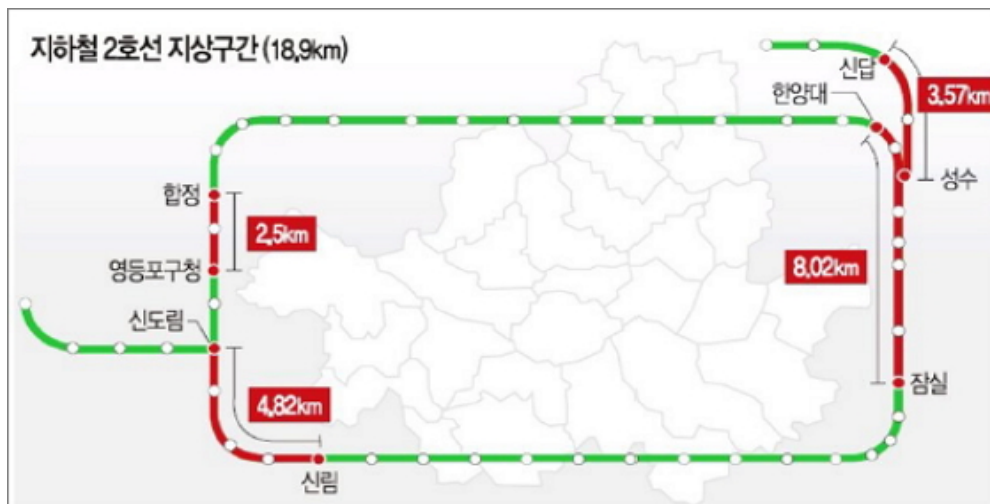 지하철 2호선 지상구간 (18.9km)
신답
한양대
3.57km
성수
합정
2.5km
영등포구청
8.02km
신도림
잠실
4.82km
신림